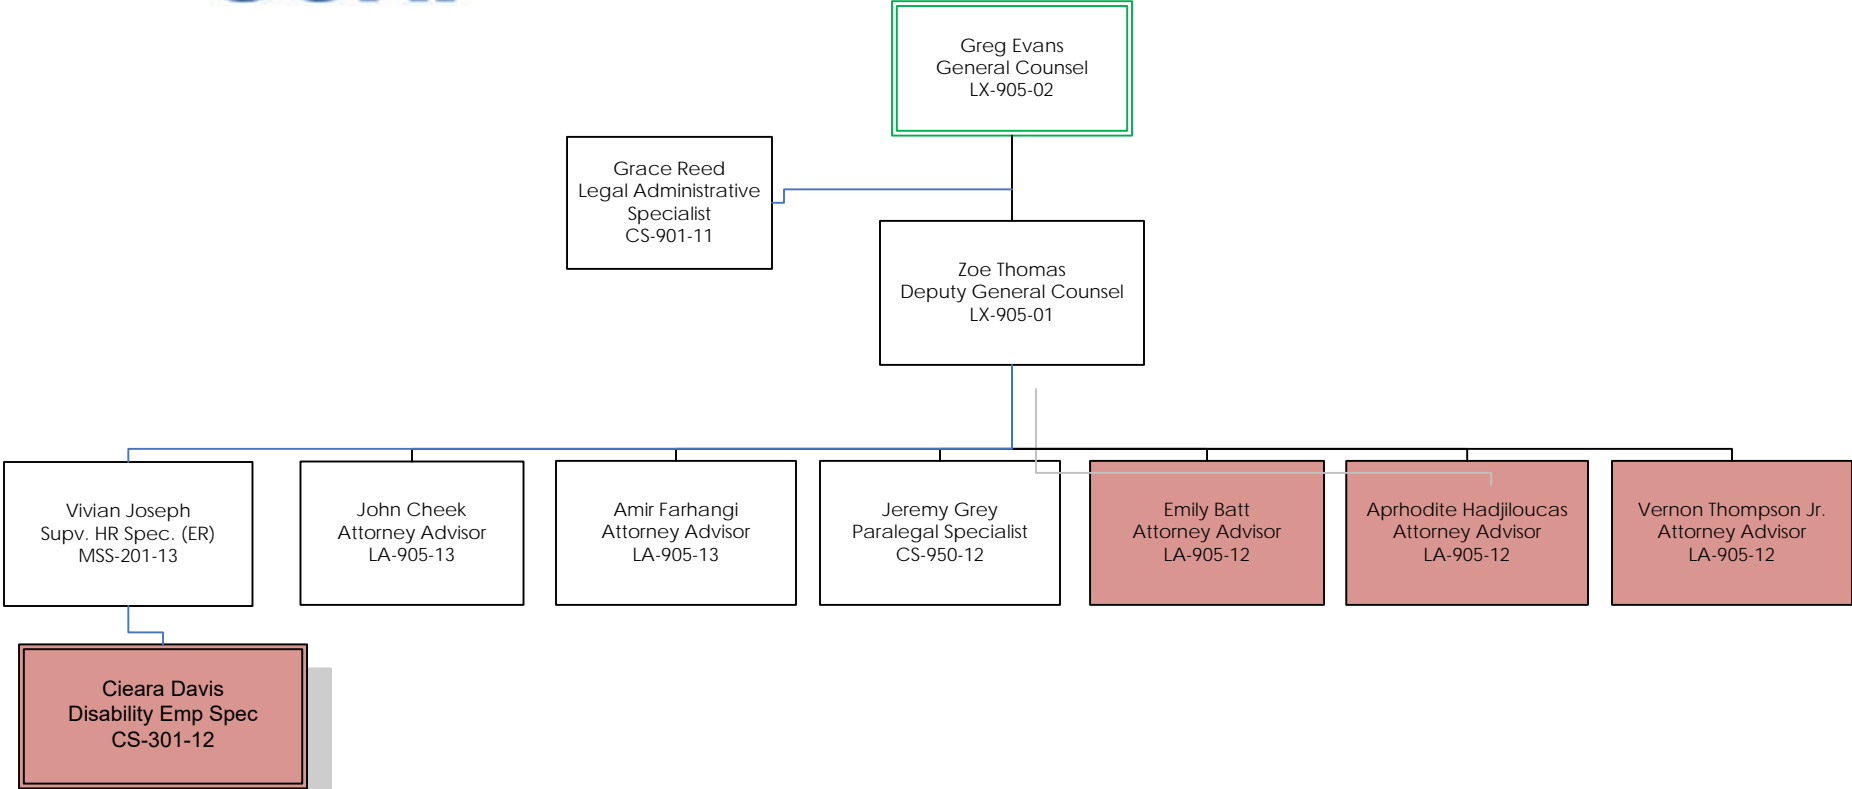 Greg Evans
General Counsel
LX-905-02
Grace Reed
Legal Administrative
Specialist
CS-901-11
Zoe Thomas
Deputy General Counsel
LX-905-01
Vivian Joseph
Supv. HR Spec. (ER)
MSS-201-13
John Cheek
Attorney Advisor
LA-905-13
Amir Farhangi
Attorney Advisor
LA-905-13
Jeremy Grey
Paralegal Specialist
CS-950-12
Emily Batt
Attorney Advisor
LA-905-12
Aprhodite Hadjiloucas
Attorney Advisor
LA-905-12
Vernon Thompson Jr.
Attorney Advisor
LA-905-12
Cieara Davis
Disability Emp Spec
CS-301-12